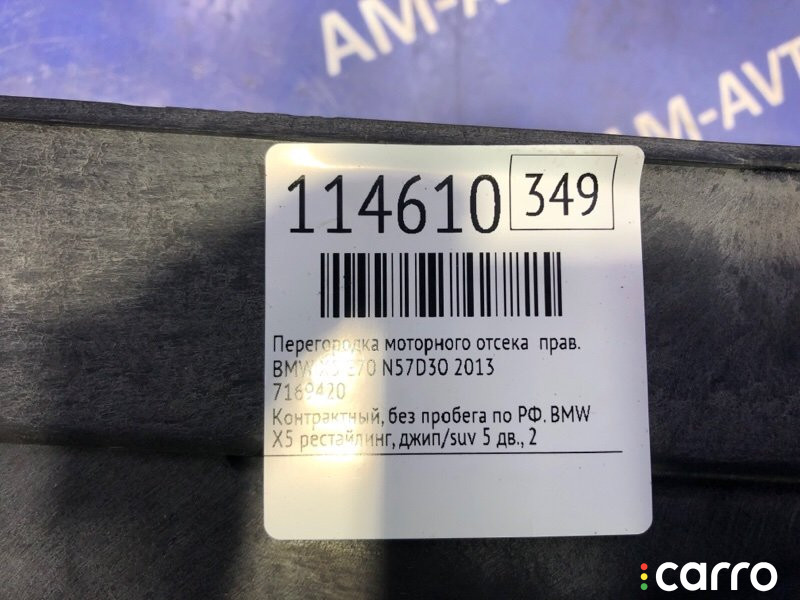 AM-AVT
AM-AVT
114610 349
Перегородка моторного отсека прав.
BMW X5 E70 N57D30 2013
7169420
Контрактный, без пробега по РФ. BMW
X5 рестайлинг, джип/suv 5 дв., 2
carro